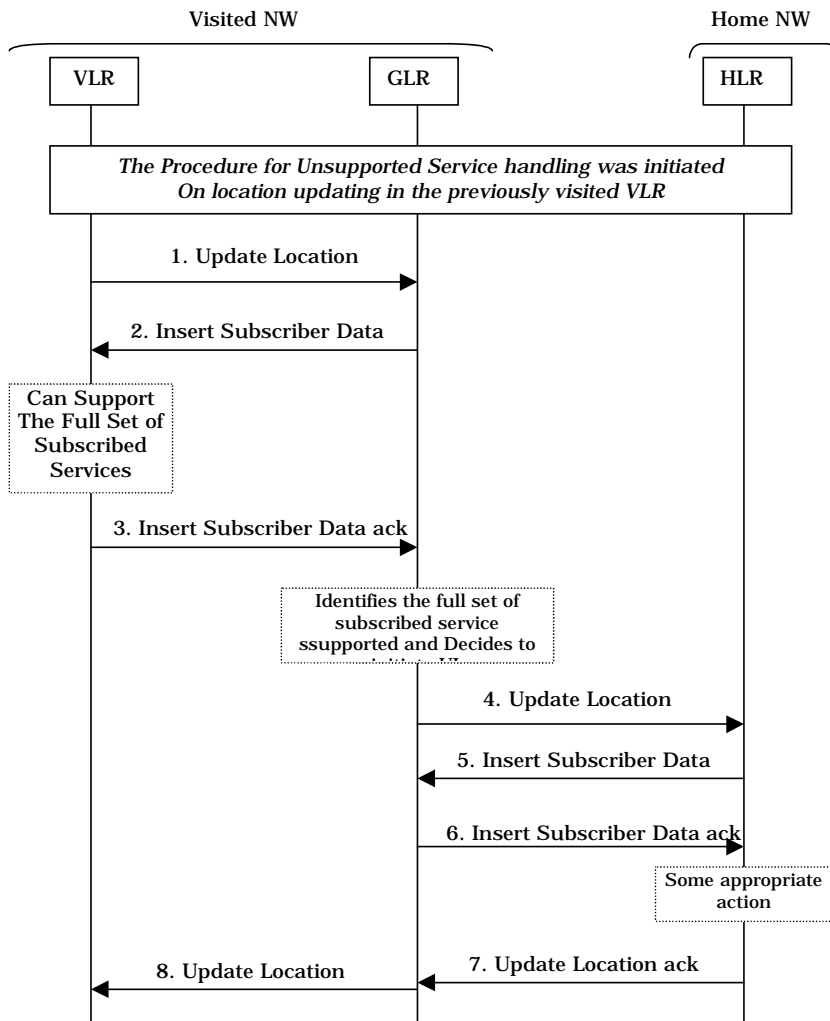 Visited NW
Home NW
VLR
GLR
HLR
The Procedure for Unsupported Service handling was initiated
On location updating in the previously visited VLR
1. Update Location
2. Insert Subscriber Data
Can Support
The Full Set of
Subscribed
Services
3. Insert Subscriber Data ack
Identifies the full set of
subscribed service
ssupported and Decides to
4. Update Location
5. Insert Subscriber Data
6. Insert Subscriber Data ack
Some appropriate
action
7. Update Location ack
8. Update Location